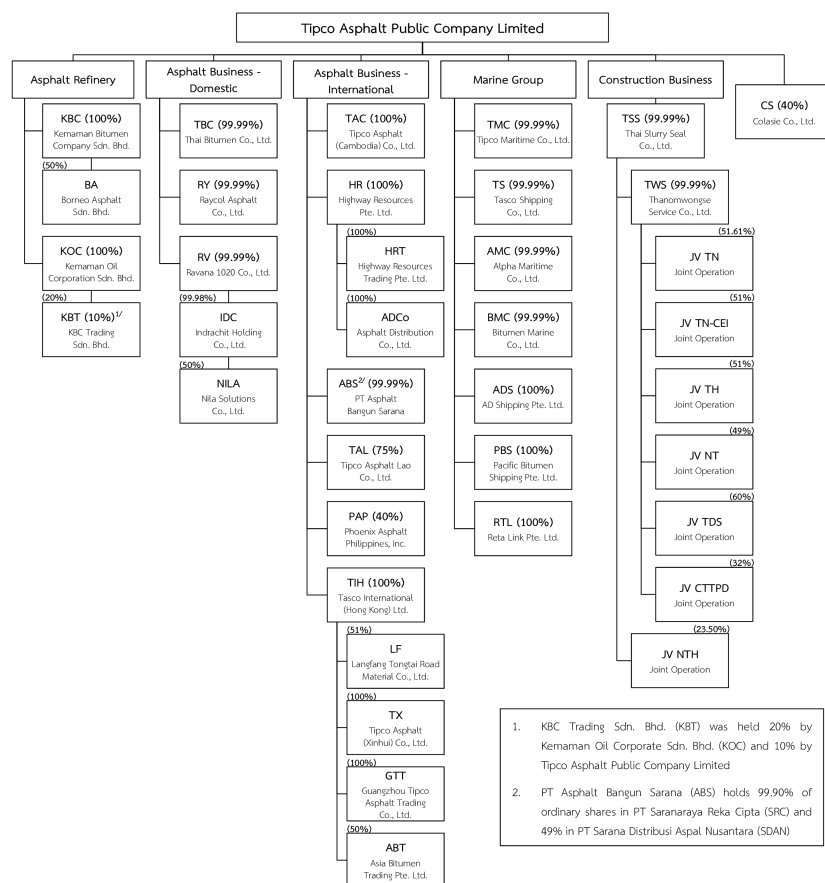 Tipco Asphalt Public Company Limited
Asphalt Refinery
KBC (100%)
Kemaman Bitumen
Company Sdn. Bhd.
(50%)
BA
Borneo Asphalt
Sdn. Bhd.
KOC (100%)
Kemaman Oil
Corporation Sdn. Bhd.
(20%)
KBT (10%)1/
KBC Trading
Sdn. Bhd.
Asphalt Business -
Domestic
TBC (99.99%)
Thai Bitumen Co., Ltd.
RY (99.99%)
Raycol Asphalt
Co., Ltd.
RV (99.99%)
Ravana 1020 Co., Ltd.
(99.98%)
IDC
Indrachit Holding
Co., Ltd.
(50%)
NILA
Nila Solutions
Co., Ltd.
Asphalt Business -
International
TAC (100%)
Tipco Asphalt
(Cambodia) Co., Ltd.
HR (100%)
Highway Resources
Pte. Ltd.
(100%)
HRT
Highway Resources
Trading Pte. Ltd.
(100%)
ADCo
Asphalt Distribution
Co., Ltd.
ABS2/ (99.99%)
PT Asphalt
Bangun Sarana
TAL (75%)
Tipco Asphalt Lao
Co., Ltd.
PAP (40%)
Phoenix Asphalt
Philippines, Inc.
TIH (100%)
Tasco International
(Hong Kong) Ltd.
(51%)
LF
Langfang Tongtai Road
Material Co., Ltd.
(100%)
TX
Tipco Asphalt
(Xinhui) Co., Ltd.
(100%)
GTT
Guangzhou Tipco
Asphalt Trading
Co., Ltd.
(50%)
ABT
Asia Bitumen
Trading Pte. Ltd.
Marine Group
TMC (99.99%)
Tipco Maritime Co., Ltd.
TS (99.99%)
Tasco Shipping
Co., Ltd.
AMC (99.99%)
Alpha Maritime
Co., Ltd.
BMC (99.99%)
Bitumen Marine
Co., Ltd.
ADS (100%)
AD Shipping Pte. Ltd.
PBS (100%)
Pacific Bitumen
Shipping Pte. Ltd.
RTL (100%)
Reta Link Pte. Ltd.
Construction Business
TSS (99.99%)
Thai Slurry Seal
Co., Ltd.
TWS (99.99%)
Thanomwongse
Service Co., Ltd.
(51.61%)
JV TN
Joint Operation
(51%)
JV TN-CEI
Joint Operation
(51%)
JV TH
Joint Operation
(49%)
JV NT
Joint Operation
(60%)
JV TDS
Joint Operation
(32%)
JV CTTPD
Joint Operation
(23.50%)
JV NTH
Joint Operation
CS (40%)
Colasie Co., Ltd.
1. KBC Trading Sdn. Bhd. (KBT) was held 20% by
Kemaman Oil Corporate Sdn. Bhd. (KOC) and 10% by
Tipco Asphalt Public Company Limited
2. PT Asphalt Bangun Sarana (ABS) holds 99.90% of
ordinary shares in PT Saranaraya Reka Cipta (SRC) and
49% in PT Sarana Distribusi Aspal Nusantara (SDAN)